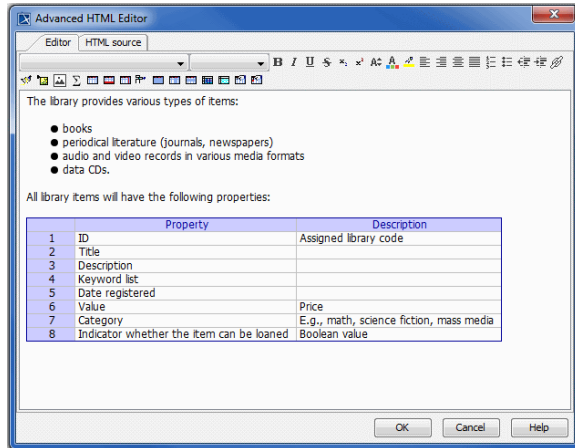 Advanced HTML Editor
Editor HTML source
B I U S
The library provides various types of items:
books
periodical literature (journals, newspapers)
audio and video records in various media formats
data CDs.
All library items will have the following properties:
Property Description
1 ID Assigned library code
2 Title
3 Description
4 Keyword list
5 Date registered
6 Value Price
7 Category E.g., math, science fiction, mass media
8 Indicator whether the item can be loaned Boolean value
OK Cancel Help